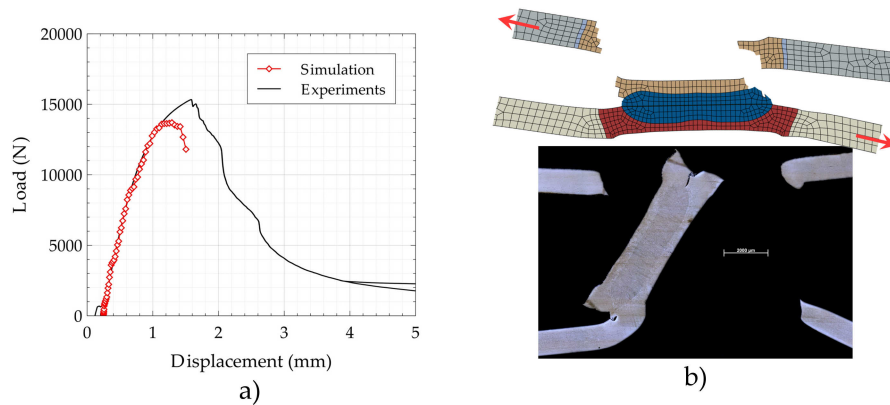 20000
15000
10000
5000
0
Load (N)
Simulation
Experiments
0 1 2 3 4 5
Displacement (mm)
a)
2000 µm
b)